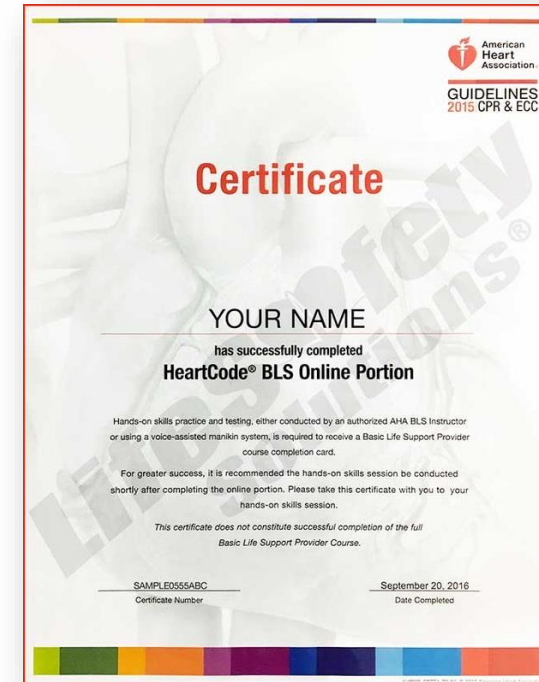 American
Heart
Association®
GUIDELINES
2015 CPR & ECC
Certificate
YOUR NAME
has successfully completed
HeartCode® BLS Online Portion
Hands-on skills practice and testing, either conducted by an authorized AHA BLS Instructor
or using a voice-assisted manikin system, is required to receive a Basic Life Support Provider
course completion card.
For greater success, it is recommended the hands-on skills session be conducted
shortly after completing the online portion. Please take this certificate with you to your
hands-on skills session.
This certificate does not constitute successful completion of the full
Basic Life Support Provider Course.
SAMPLE0555ABC
September 20, 2016
Certificate Number
Date Completed
Lifesafety
Solutions®